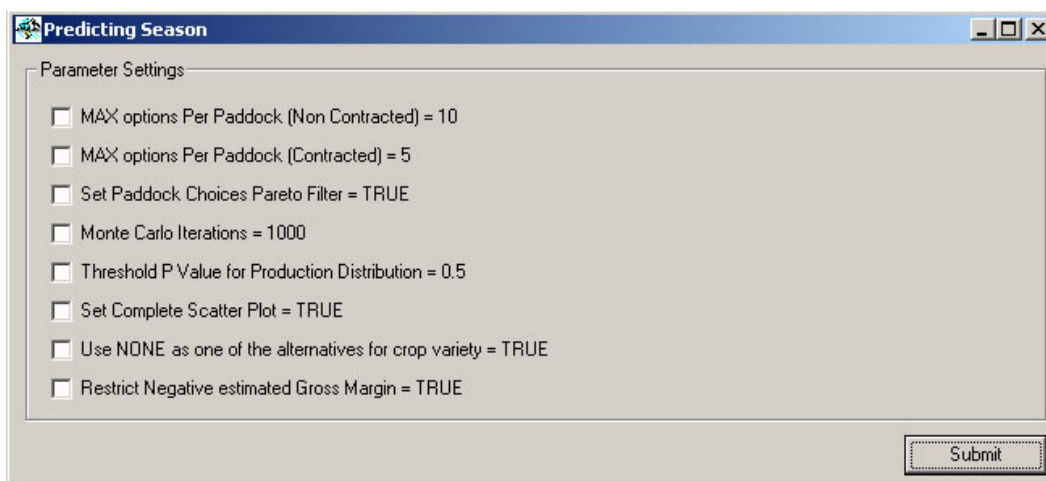 Predicting Season
Parameter Settings
MAX options Per Paddock (Non Contracted) = 10
MAX options Per Paddock (Contracted) = 5
Set Paddock Choices Pareto Filter = TRUE
Monte Carlo Iterations = 1000
Threshold P Value for Production Distribution = 0.5
Set Complete Scatter Plot = TRUE
Use NONE as one of the alternatives for crop variety = TRUE
Restrict Negative estimated Gross Margin = TRUE
Submit